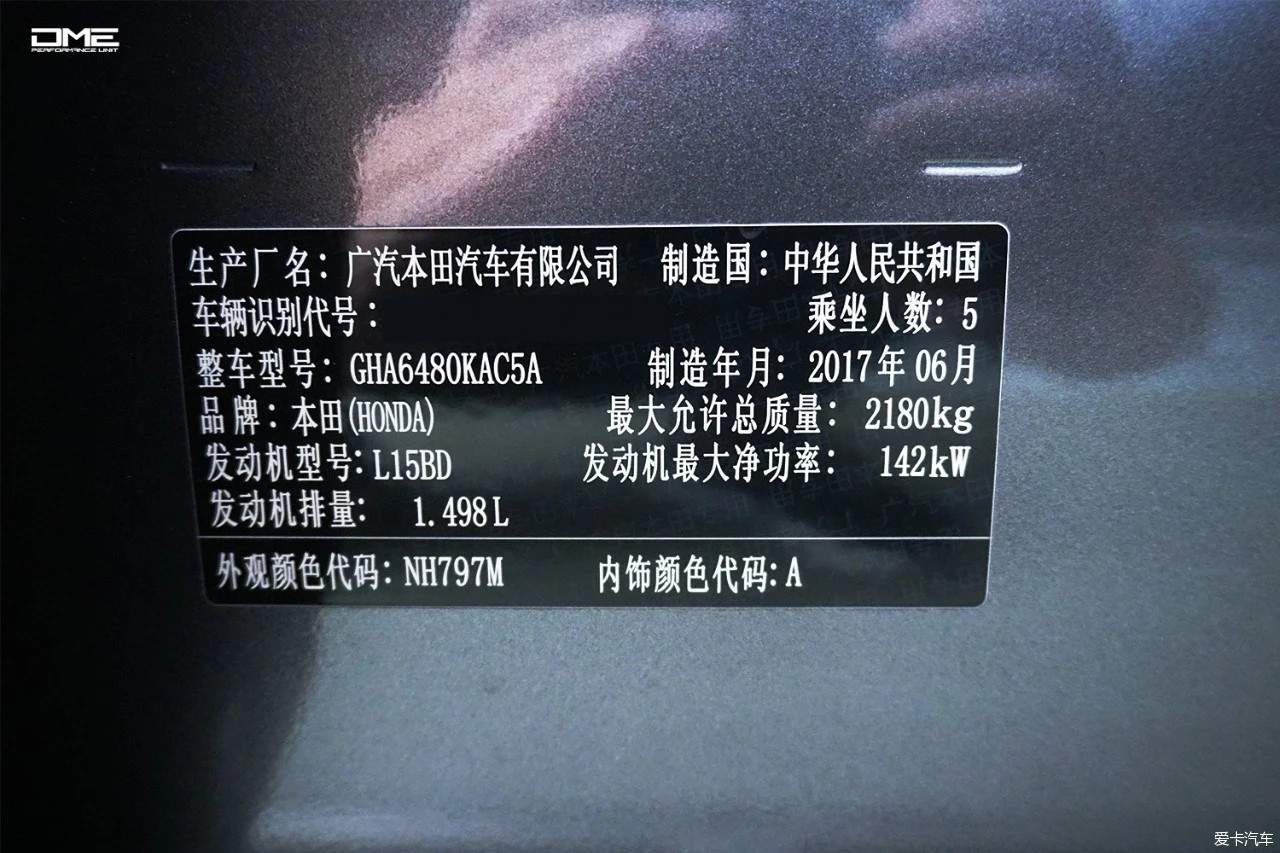 DME
PERFORMANCE UNIT
生产厂名：广汽本田汽车有限公司 制造国：中华人民共和国
车辆识别代号： 乘坐人数：5
整车型号：GHA6480KAC5A 制造年月：2017年06月
品牌：本田(HONDA) 最大允许总质量：2180kg
发动机型号：L15BD 发动机最大净功率：142kW
发动机排量：1.498L
外观颜色代码：NH797M 内饰颜色代码：A
爱卡汽车